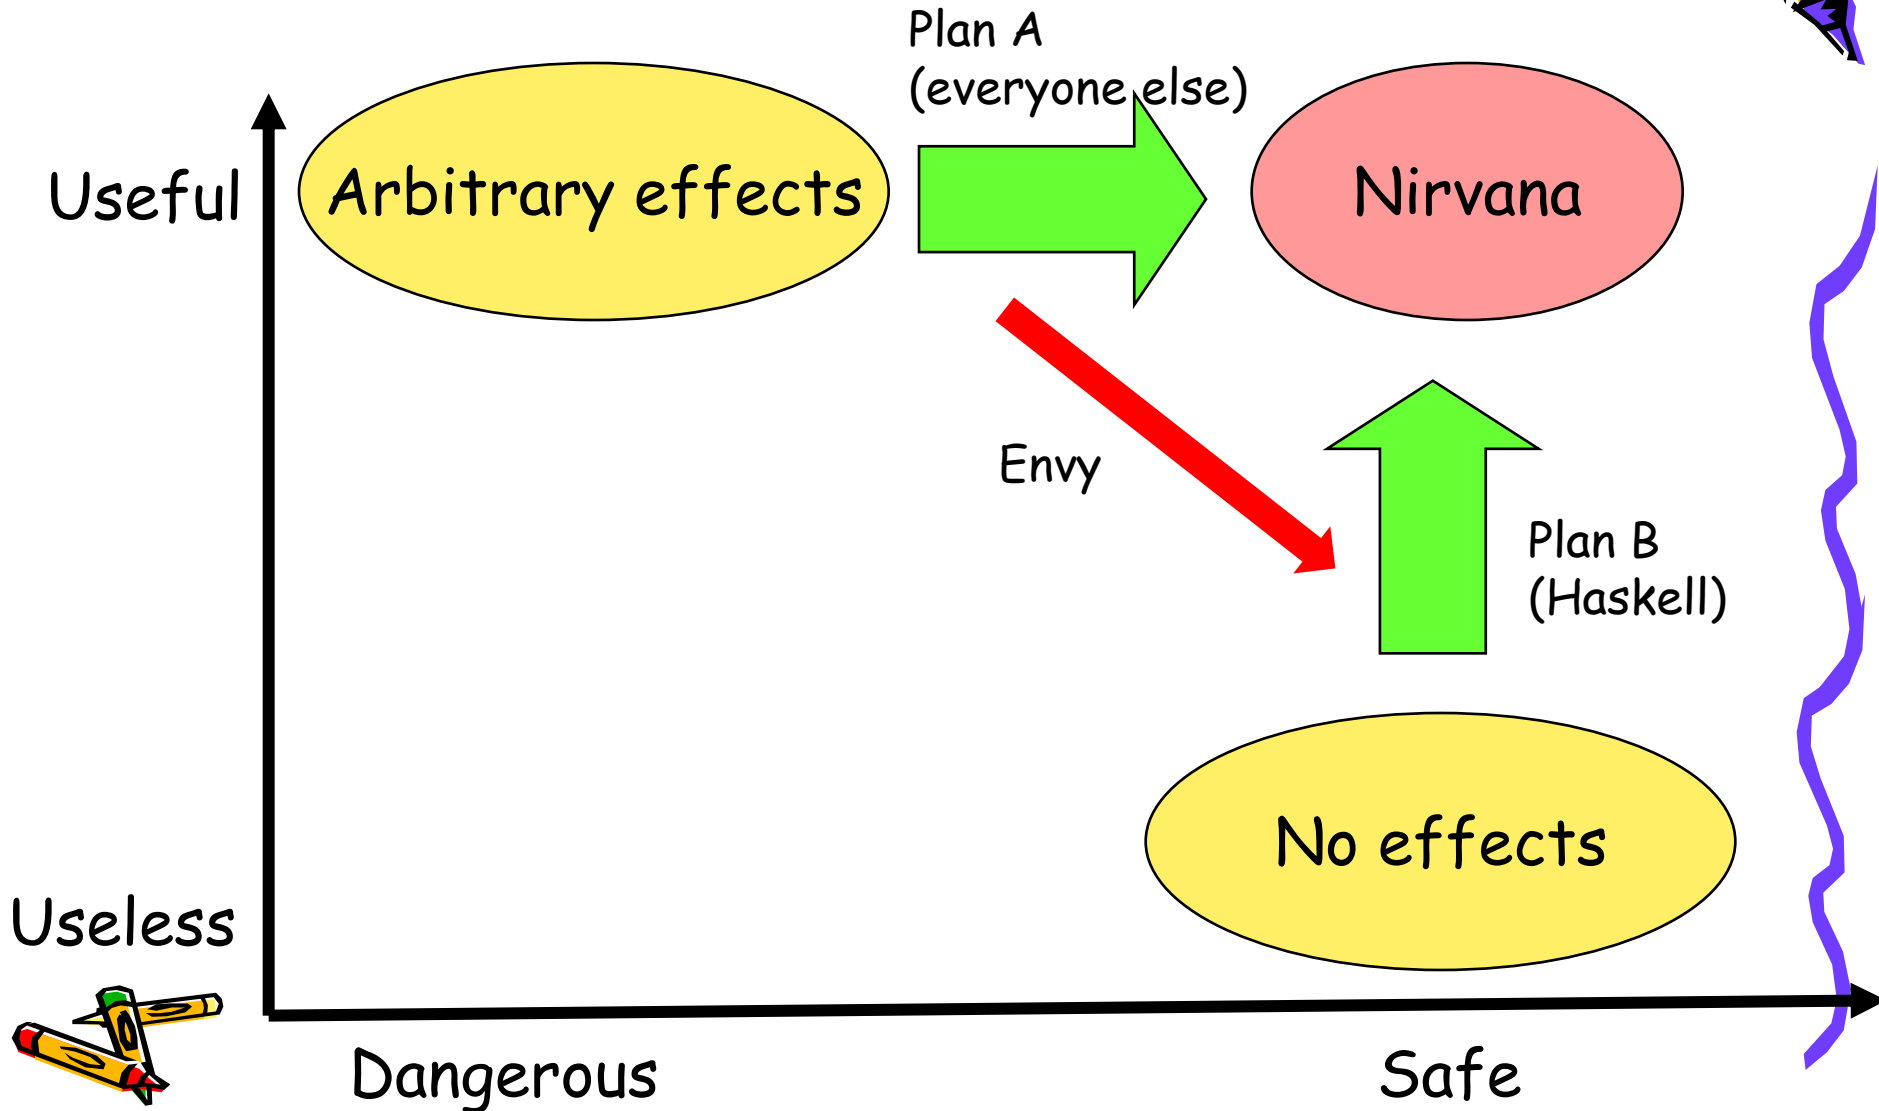 Plan A
(everyone else)
Useful
Arbitrary effects
Nirvana
Envy
Plan B
(Haskell)
No effects
Useless
Dangerous
Safe